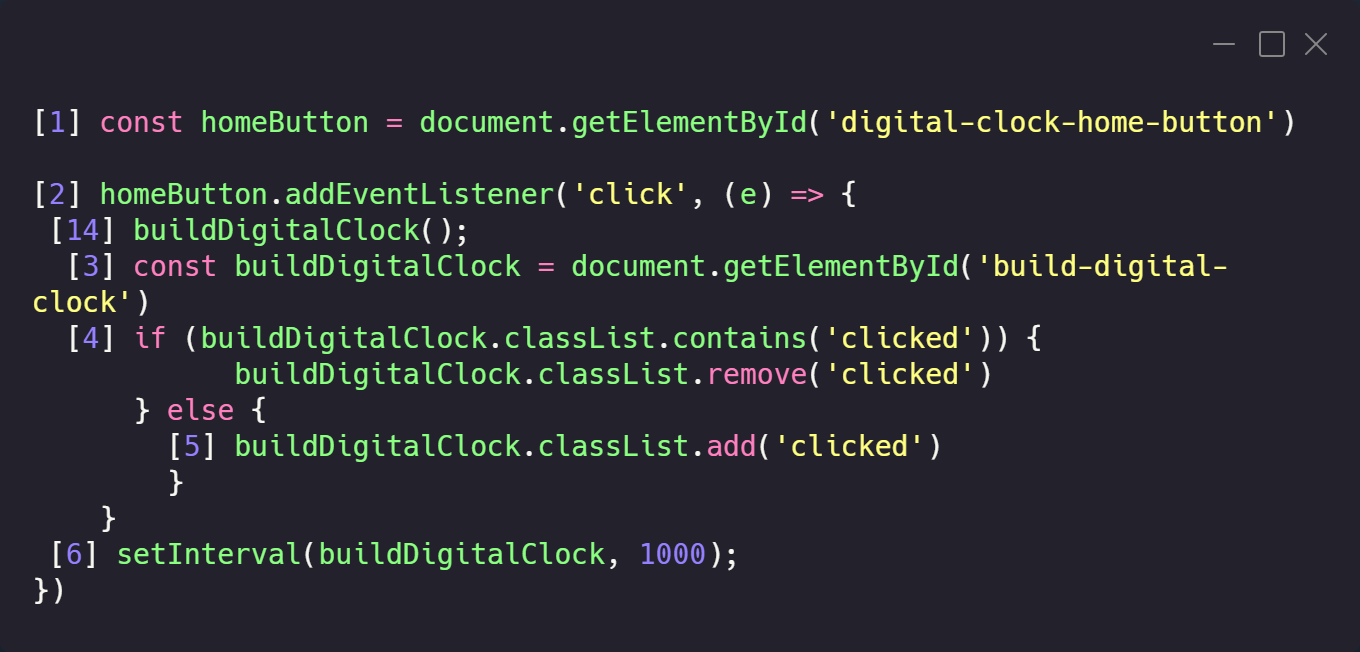 [1] const homeButton = document.getElementById('digital-clock-home-button')
[2] homeButton.addEventListener('click', (e) => {
[14] buildDigitalClock();
[3] const buildDigitalClock = document.getElementById('build-digital-
clock')
[4] if (buildDigitalClock.classList.contains('clicked')) {
buildDigitalClock.classList.remove('clicked')
} else {
[5] buildDigitalClock.classList.add('clicked')
}
}
[6] setInterval(buildDigitalClock, 1000);
})